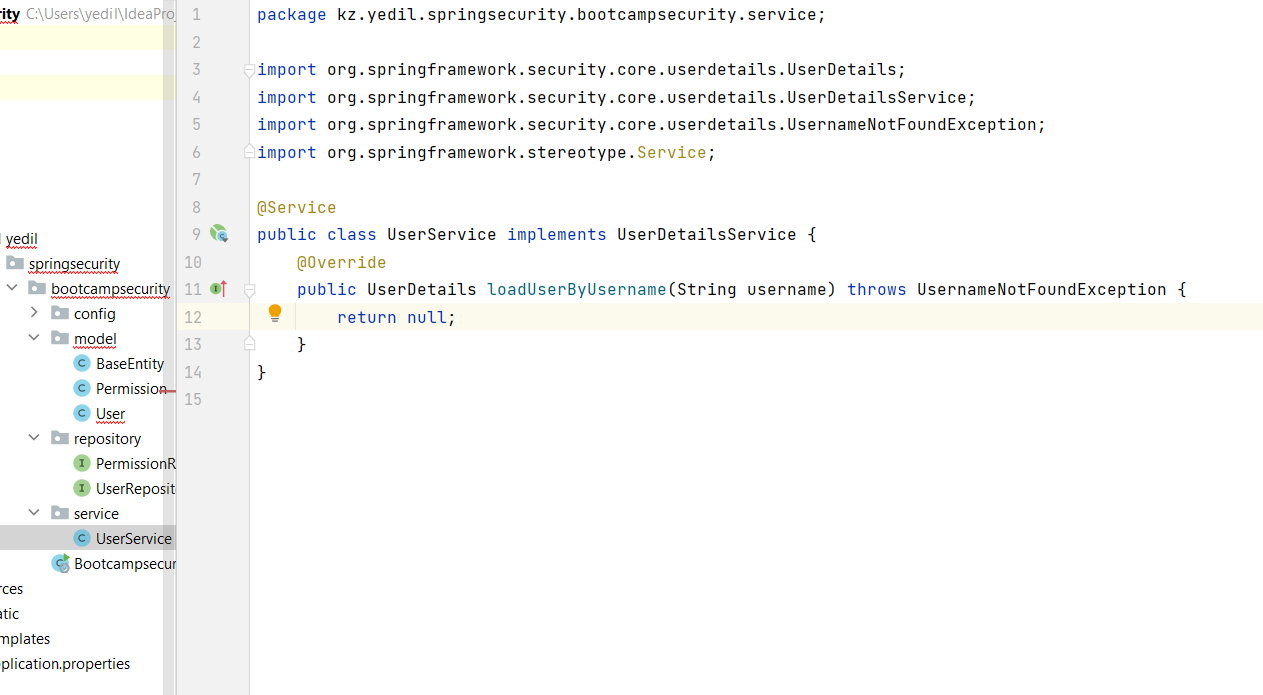 rity C:\Users\yedil\IdeaProj
yedil
springsecurity
bootcampsecurity
config
model
BaseEntity
Permission
User
repository
PermissionR
UserReposit
service
UserService
Bootcampsecur
rces
atic
mplates
plication.properties
1 package kz.yedil.springsecurity.bootcampsecurity.service;
2
3 import org.springframework.security.core.userdetails.UserDetails;
4 import org.springframework.security.core.userdetails.UserDetailsService;
5 import org.springframework.security.core.userdetails.UsernameNotFoundException;
6 import org.springframework.stereotype.Service;
7
8 @Service
9 public class UserService implements UserDetailsService {
10 @Override
11 public UserDetails loadUserByUsername(String username) throws UsernameNotFoundException {
12 return null;
13 }
14 }
15